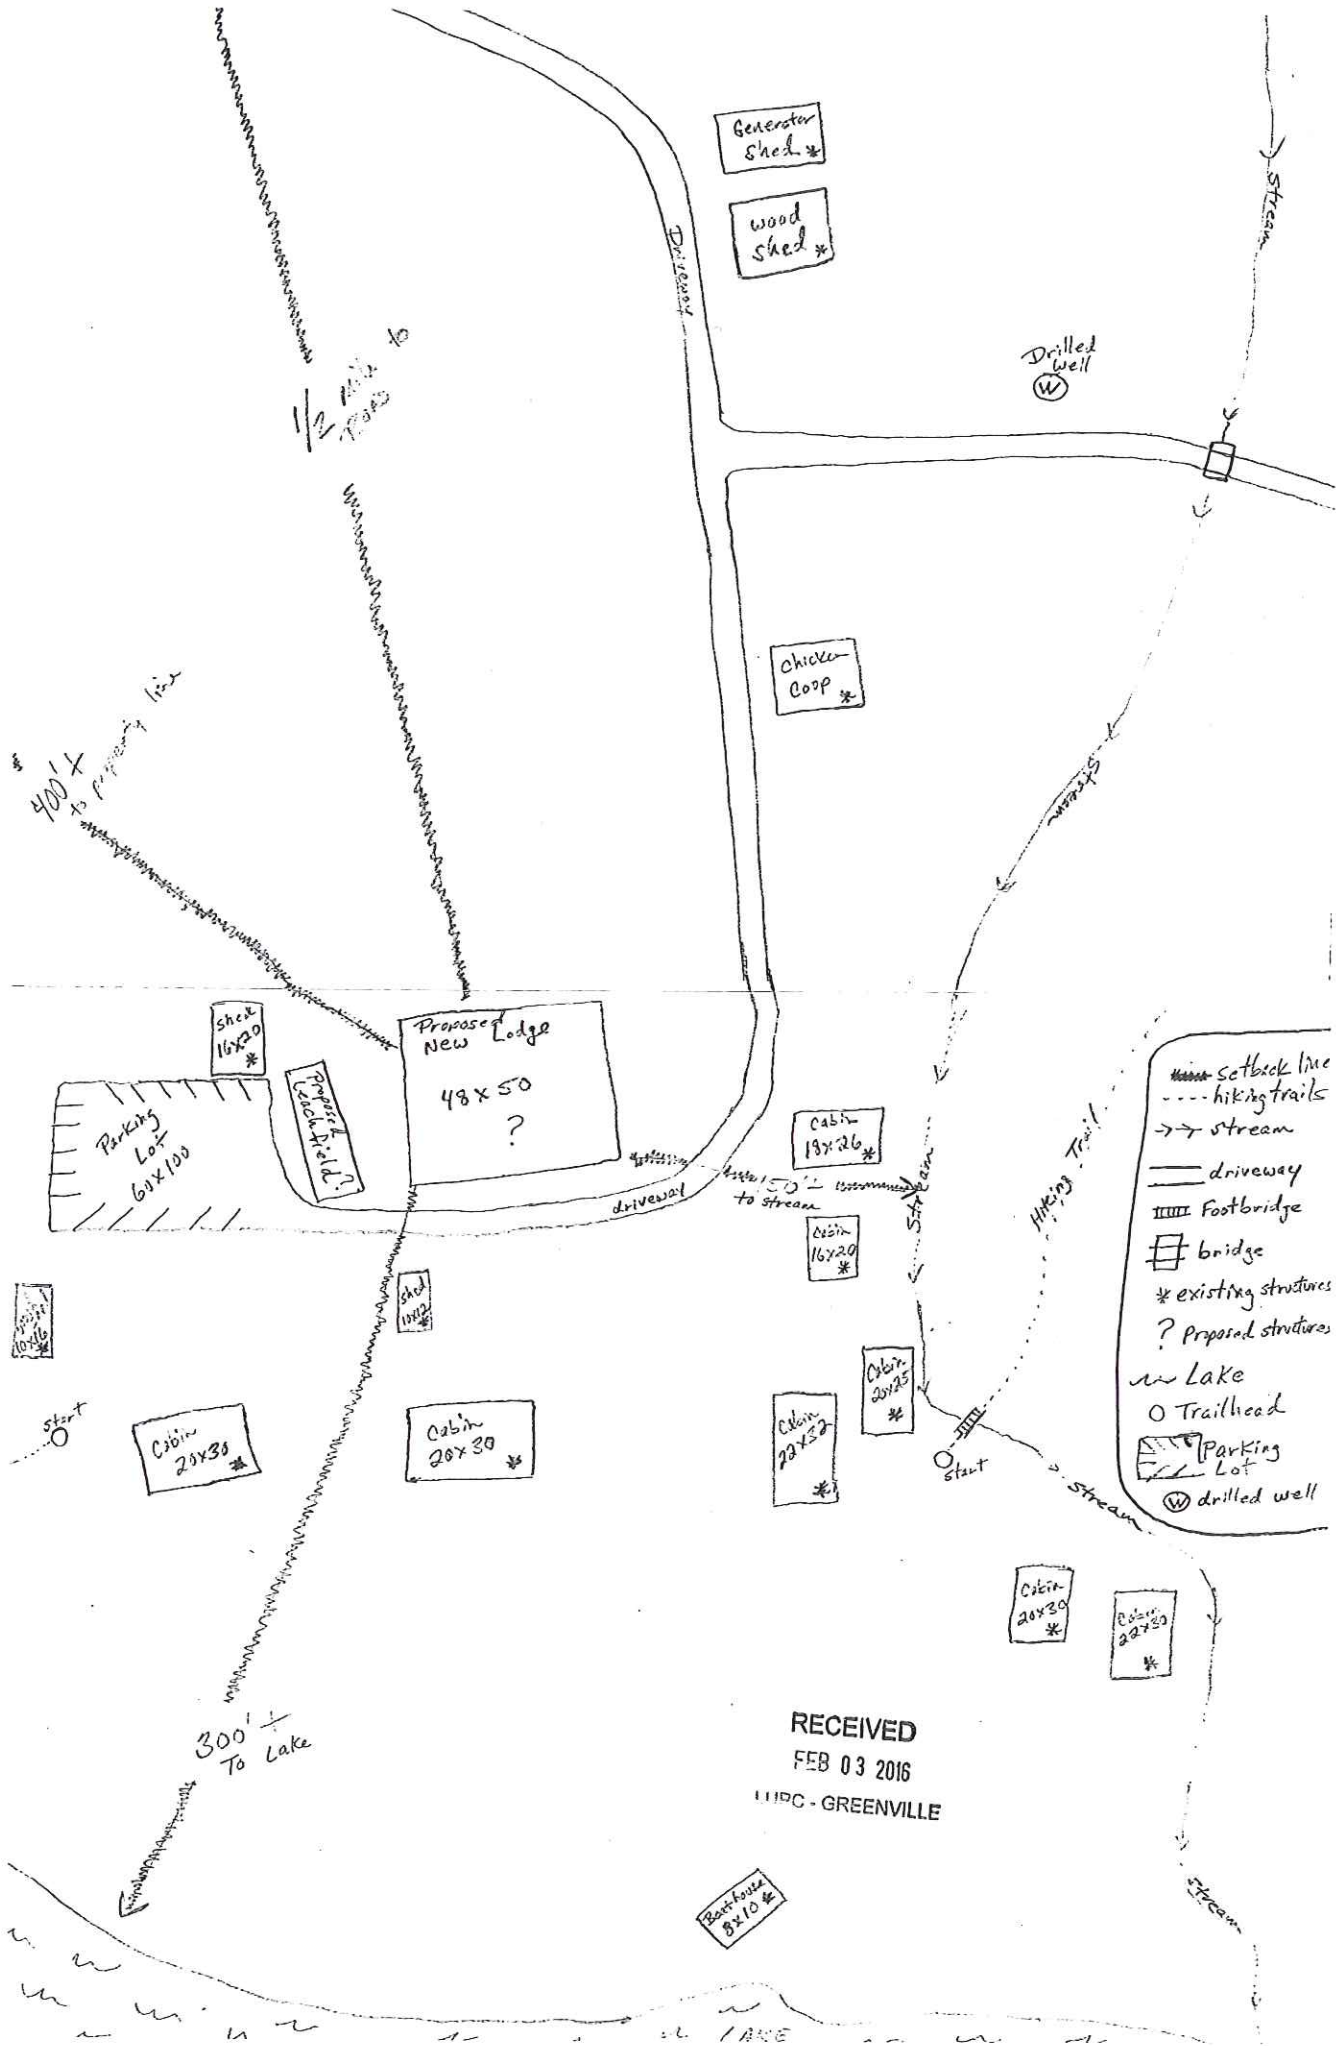 Generator
Shed *
wood
shed *
Stream
Driveway
1/2 Mile to
Road
Drilled
Well
W
Chicken
Coop *
400' ±
to property line
Stream
Shed
16x20
*
Proposed
New Lodge
48 x 50
?
Proposed
Leachfield?
Parking
Lot
60x100
driveway
to stream
Cabin
18x26 *
Cabin
16x20
*
Stream
Hiking Trail
setback line
hiking trails
stream
driveway
Footbridge
bridge
* existing structures
? Proposed structures
Lake
Trailhead
Parking
Lot
W drilled well
10x16
*
Shed
10x12
*
start
Cabin
20x30 *
Cabin
20x30 *
Cabin
22x32
*
Cabin
20x25
*
start
stream
Cabin
20x30
*
Cabin
22x30
*
300' ±
To Lake
RECEIVED
FEB 03 2016
LUPC - GREENVILLE
Boathouse
8x10 *
Stream
LAKE